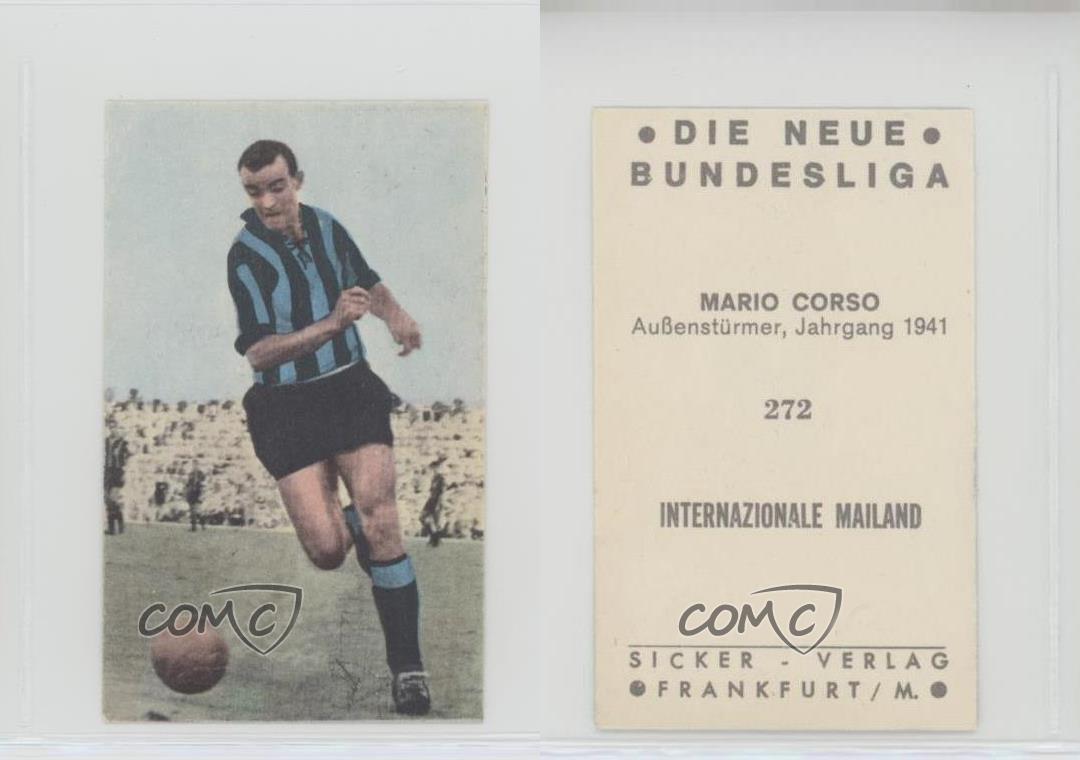 ● DIE NEUE ●
BUNDESLIGA
MARIO CORSO
Außenstürmer, Jahrgang 1941
272
INTERNAZIONALE MAILAND
SICKER - VERLAG
● FRANKFURT / M. ●
COMC
COMC